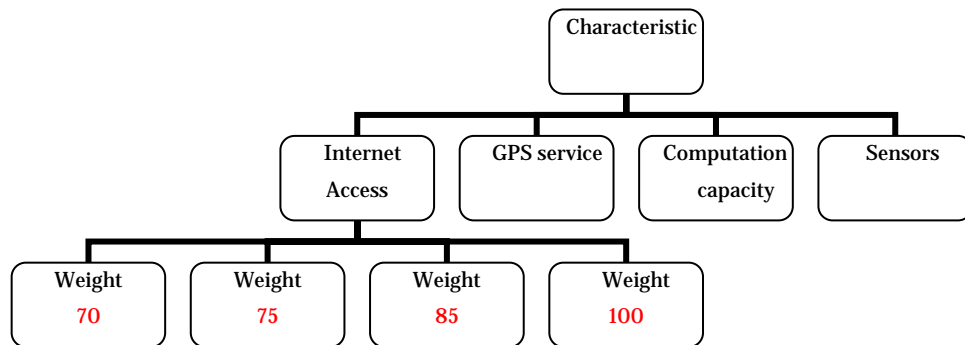 Characteristic
Internet
Access
GPS service
Computation
capacity
Sensors
Weight
70
Weight
75
Weight
85
Weight
100